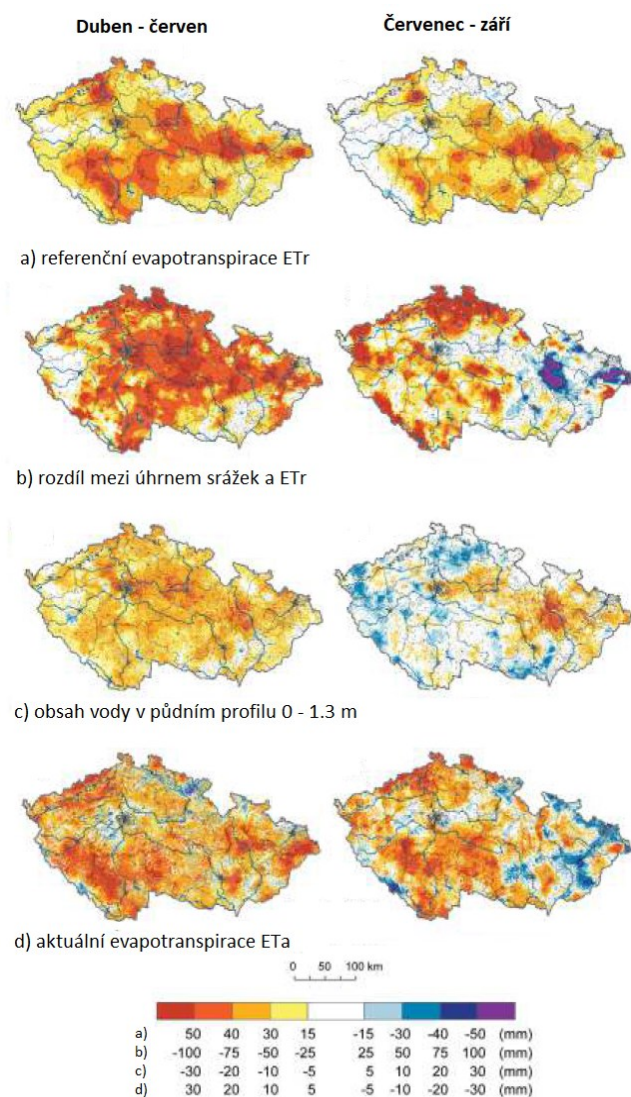 Duben - červen
Červenec - září
a) referenční evapotranspirace ETr
b) rozdíl mezi úhrnem srážek a ETr
c) obsah vody v půdním profilu 0 - 1.3 m
d) aktuální evapotranspirace ETa
0 50 100 km
a) 50 40 30 15 -15 -30 -40 -50 (mm)
b) -100 -75 -50 -25 25 50 75 100 (mm)
c) -30 -20 -10 -5 5 10 20 30 (mm)
d) 30 20 10 5 -5 -10 -20 -30 (mm)